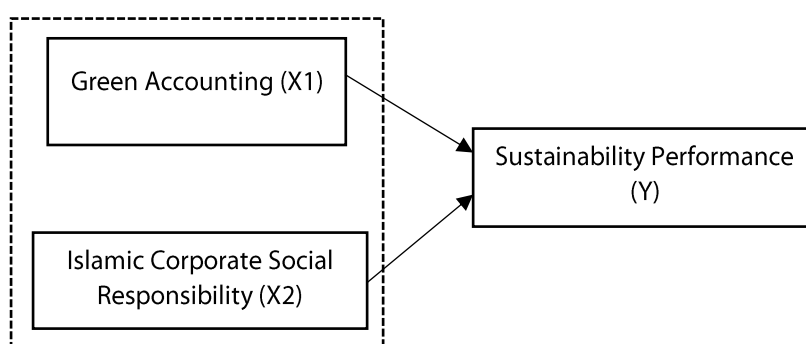 Green Accounting (X1)
Sustainability Performance
(Y)
Islamic Corporate Social
Responsibility (X2)